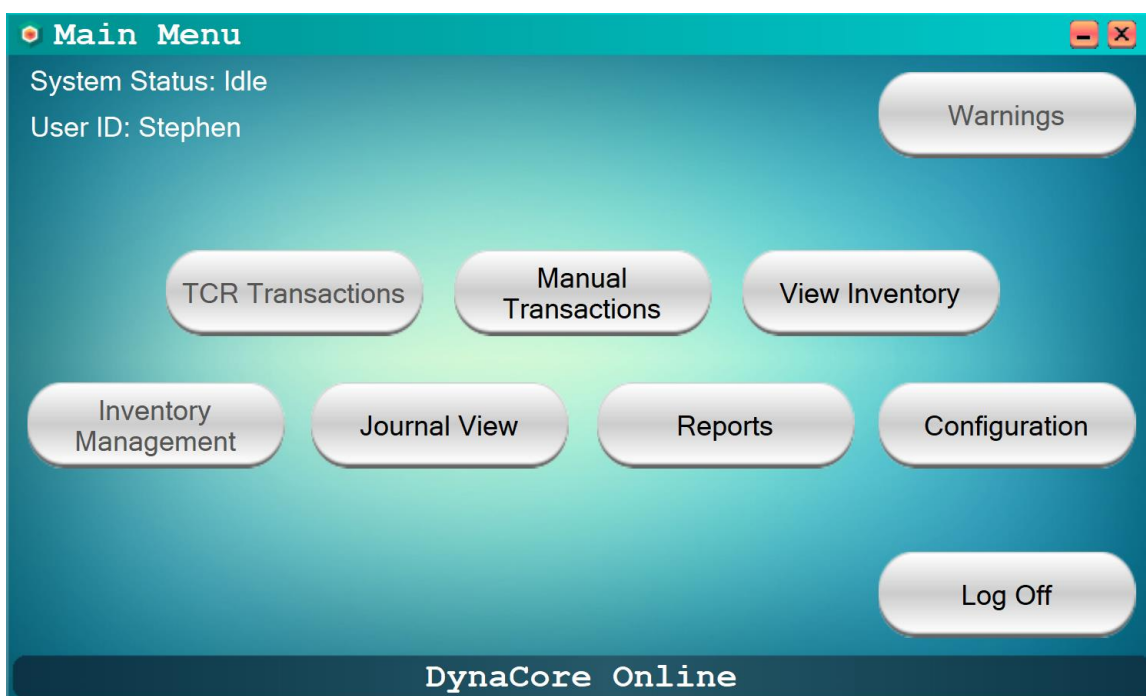 Main Menu
System Status: Idle
User ID: Stephen
Warnings
TCR Transactions
Manual
Transactions
View Inventory
Inventory
Management
Journal View
Reports
Configuration
Log Off
DynaCore Online